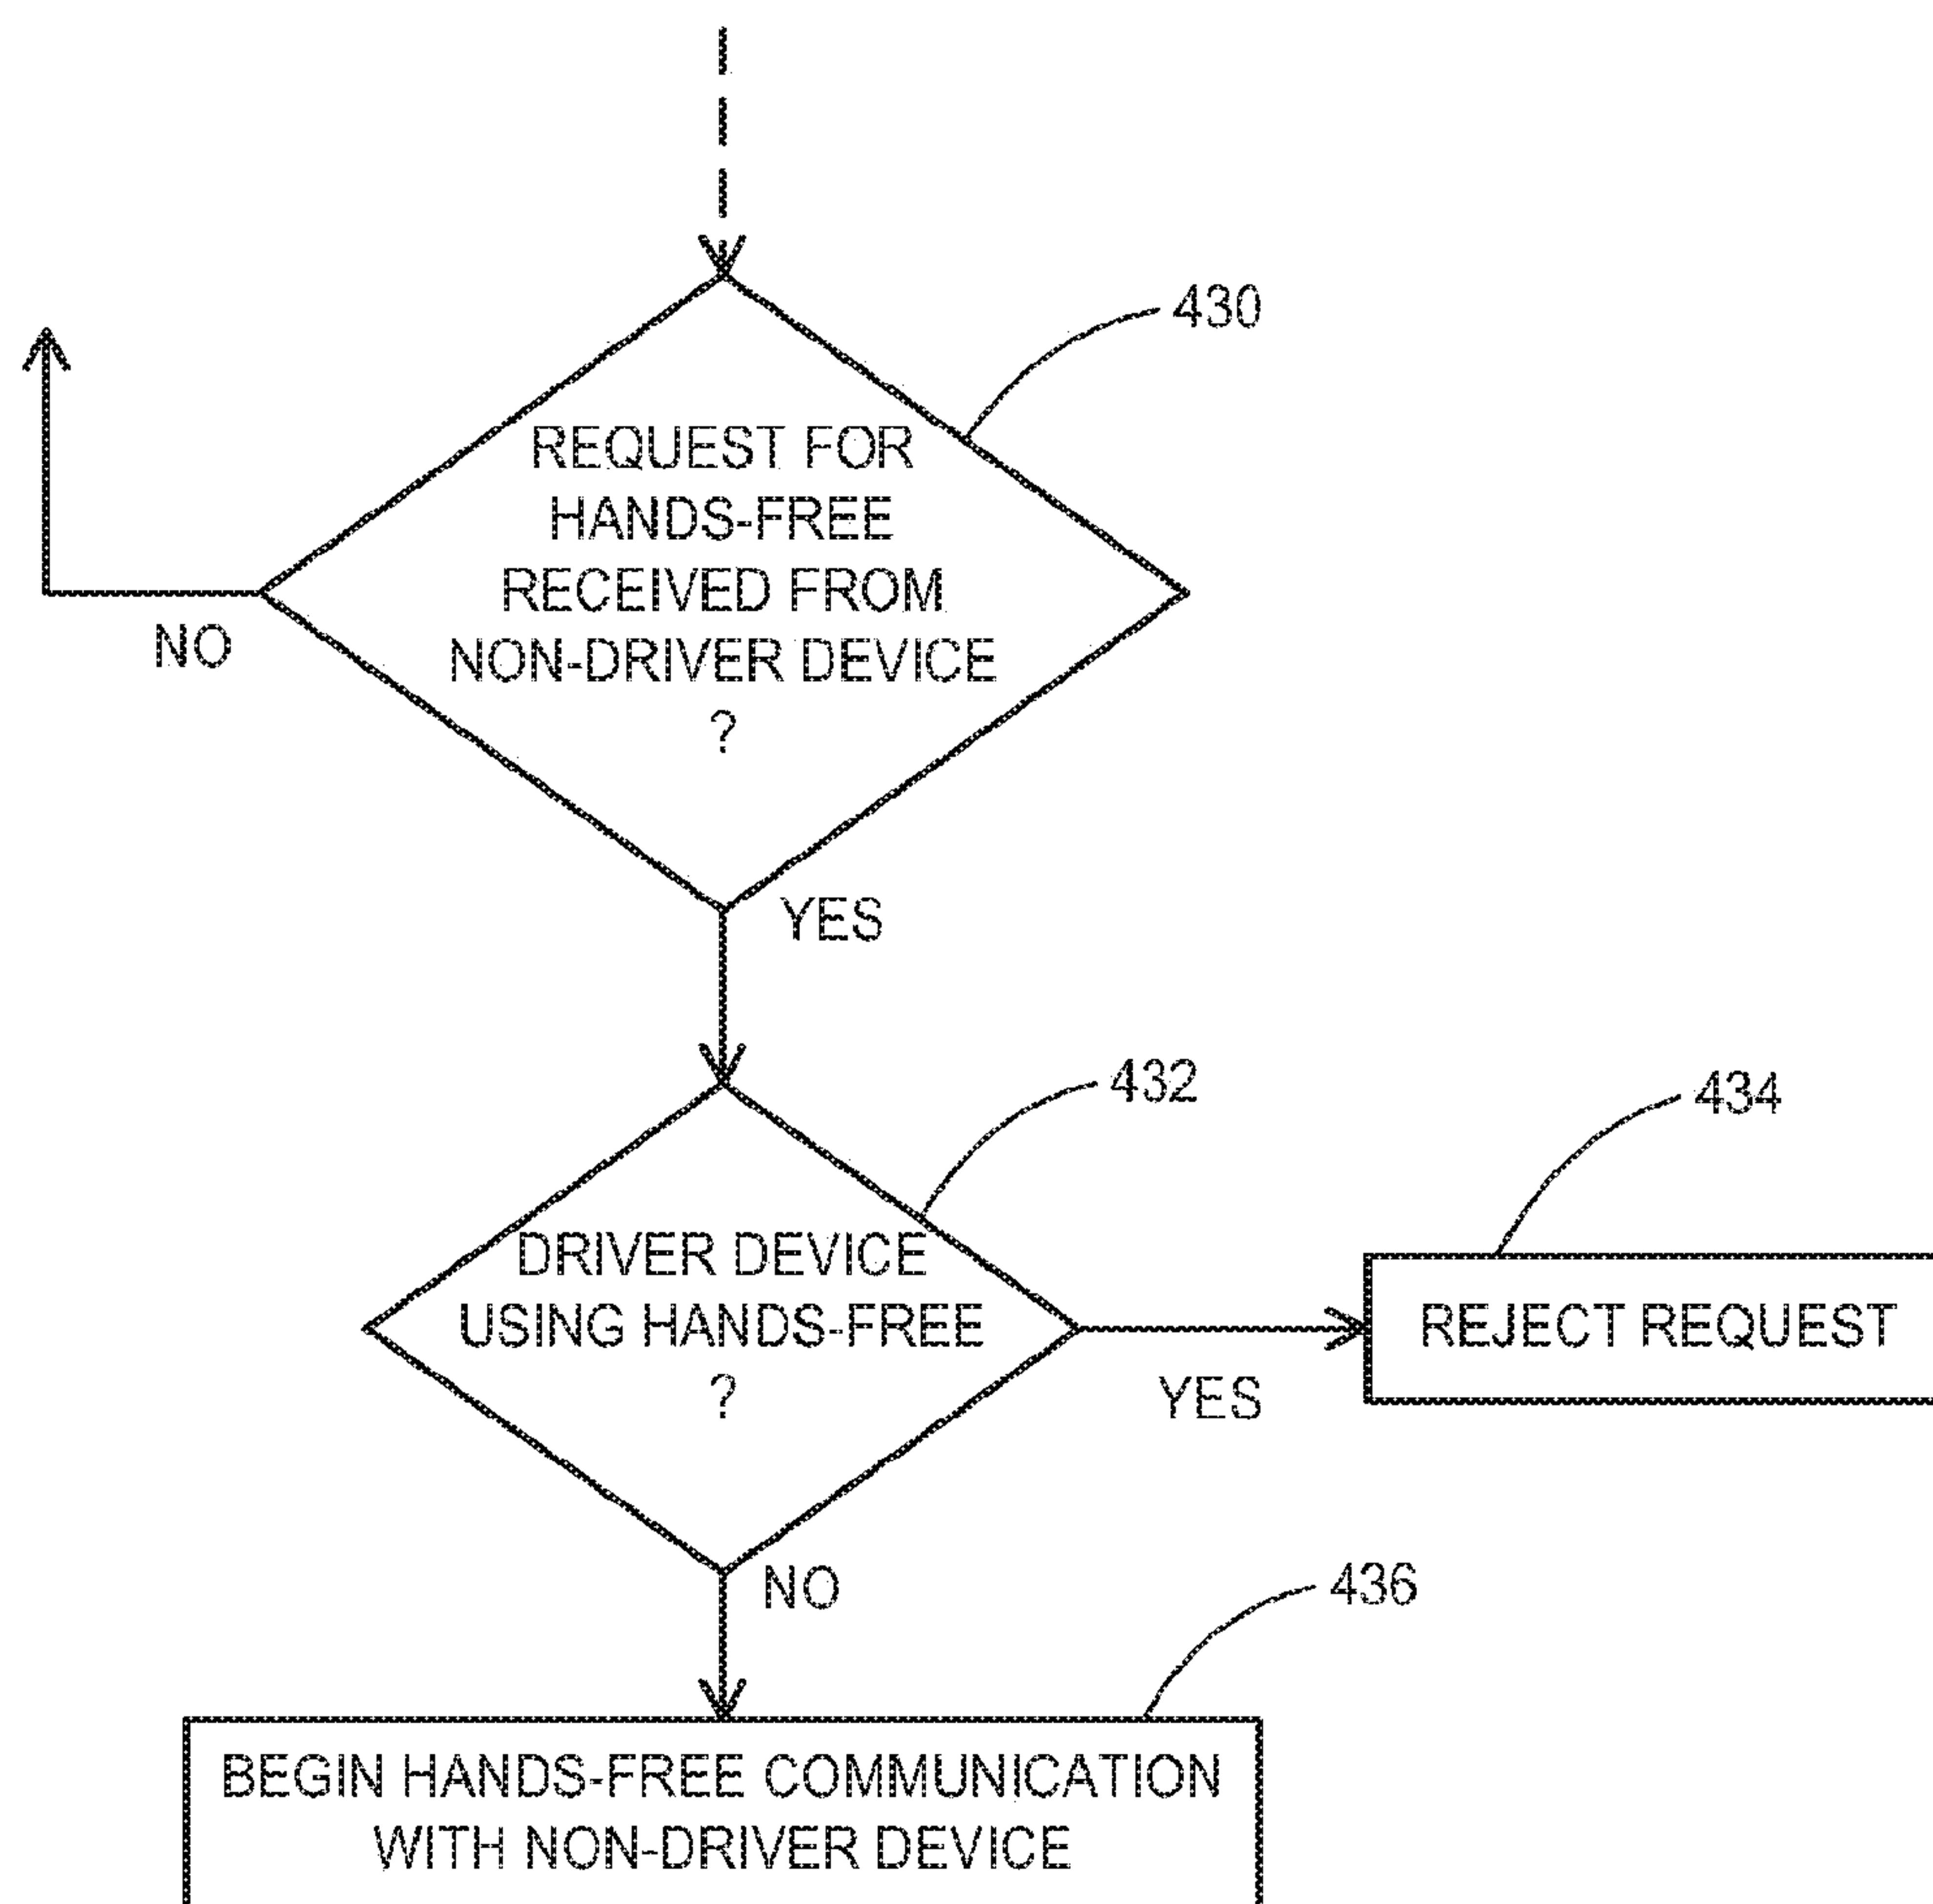 430
REQUEST FOR
HANDS-FREE
RECEIVED FROM
NON-DRIVER DEVICE
?
NO
YES
432
434
DRIVER DEVICE
USING HANDS-FREE
?
REJECT REQUEST
YES
NO
436
BEGIN HANDS-FREE COMMUNICATION
WITH NON-DRIVER DEVICE